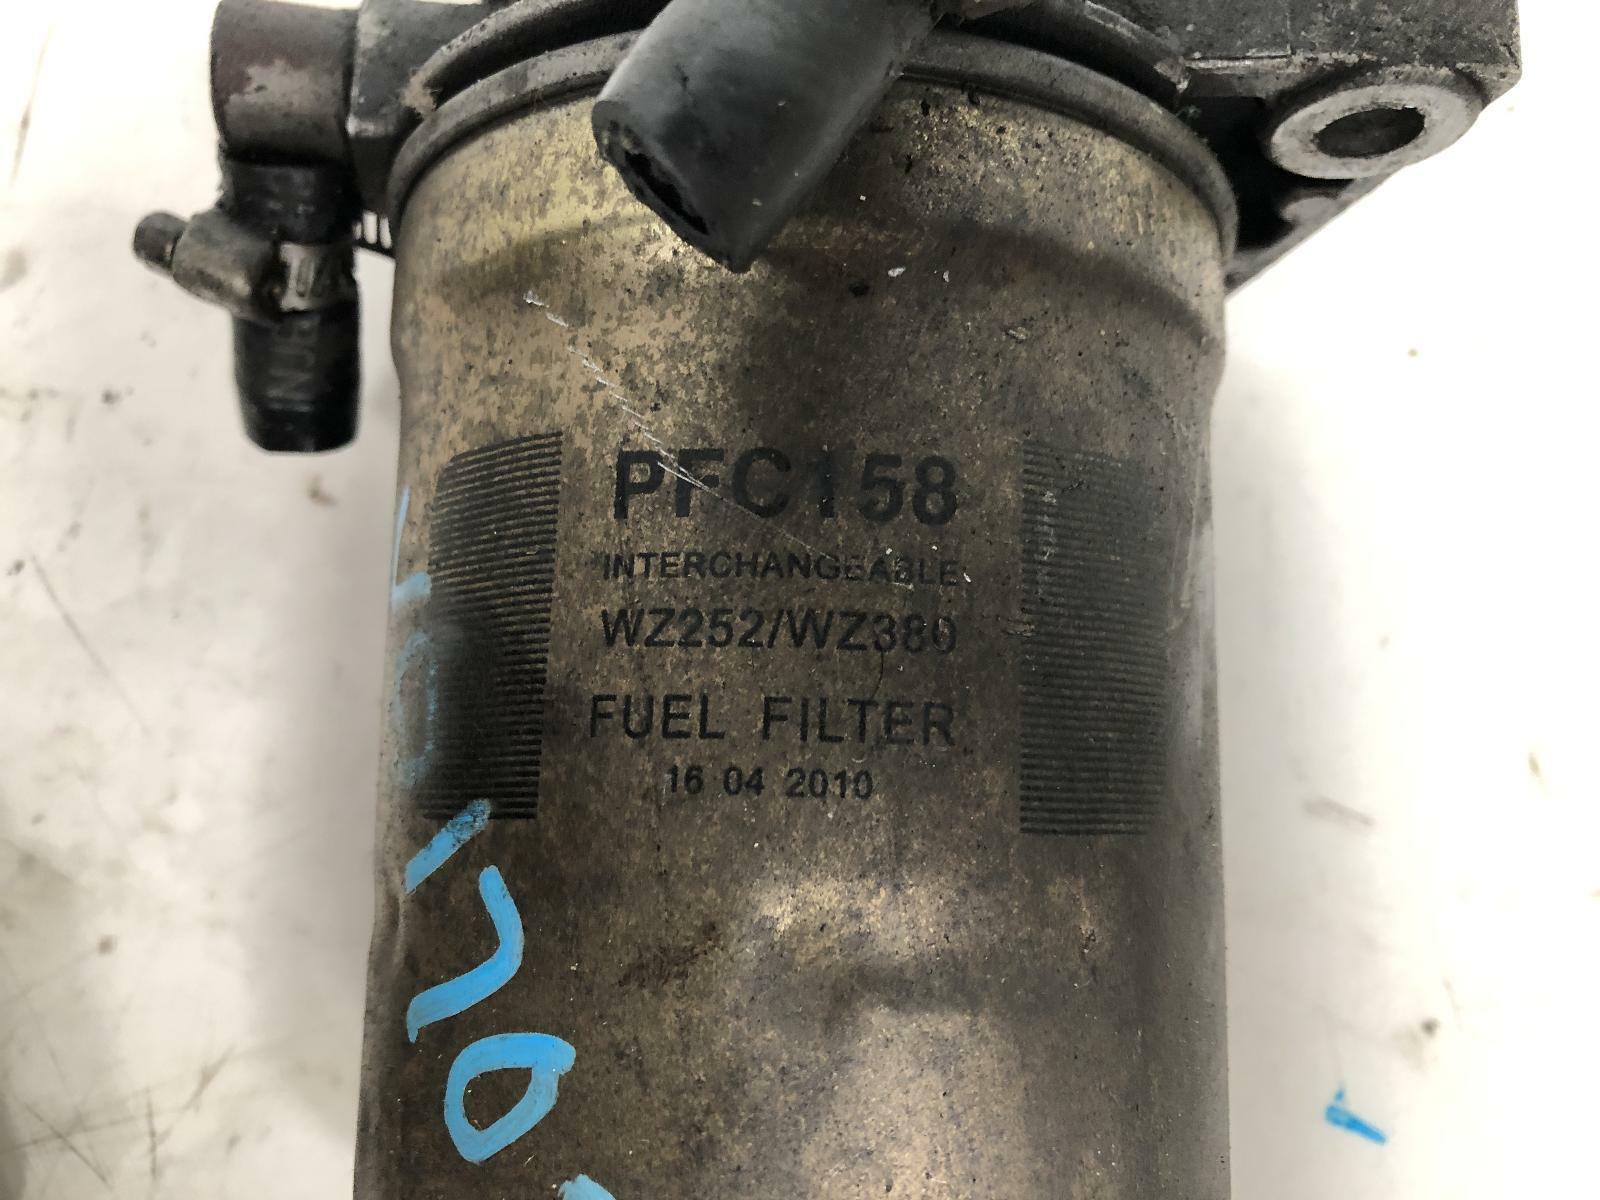 PFC158
INTERCHANGEABLE
WZ252/WZ380
FUEL FILTER
16 04 2010